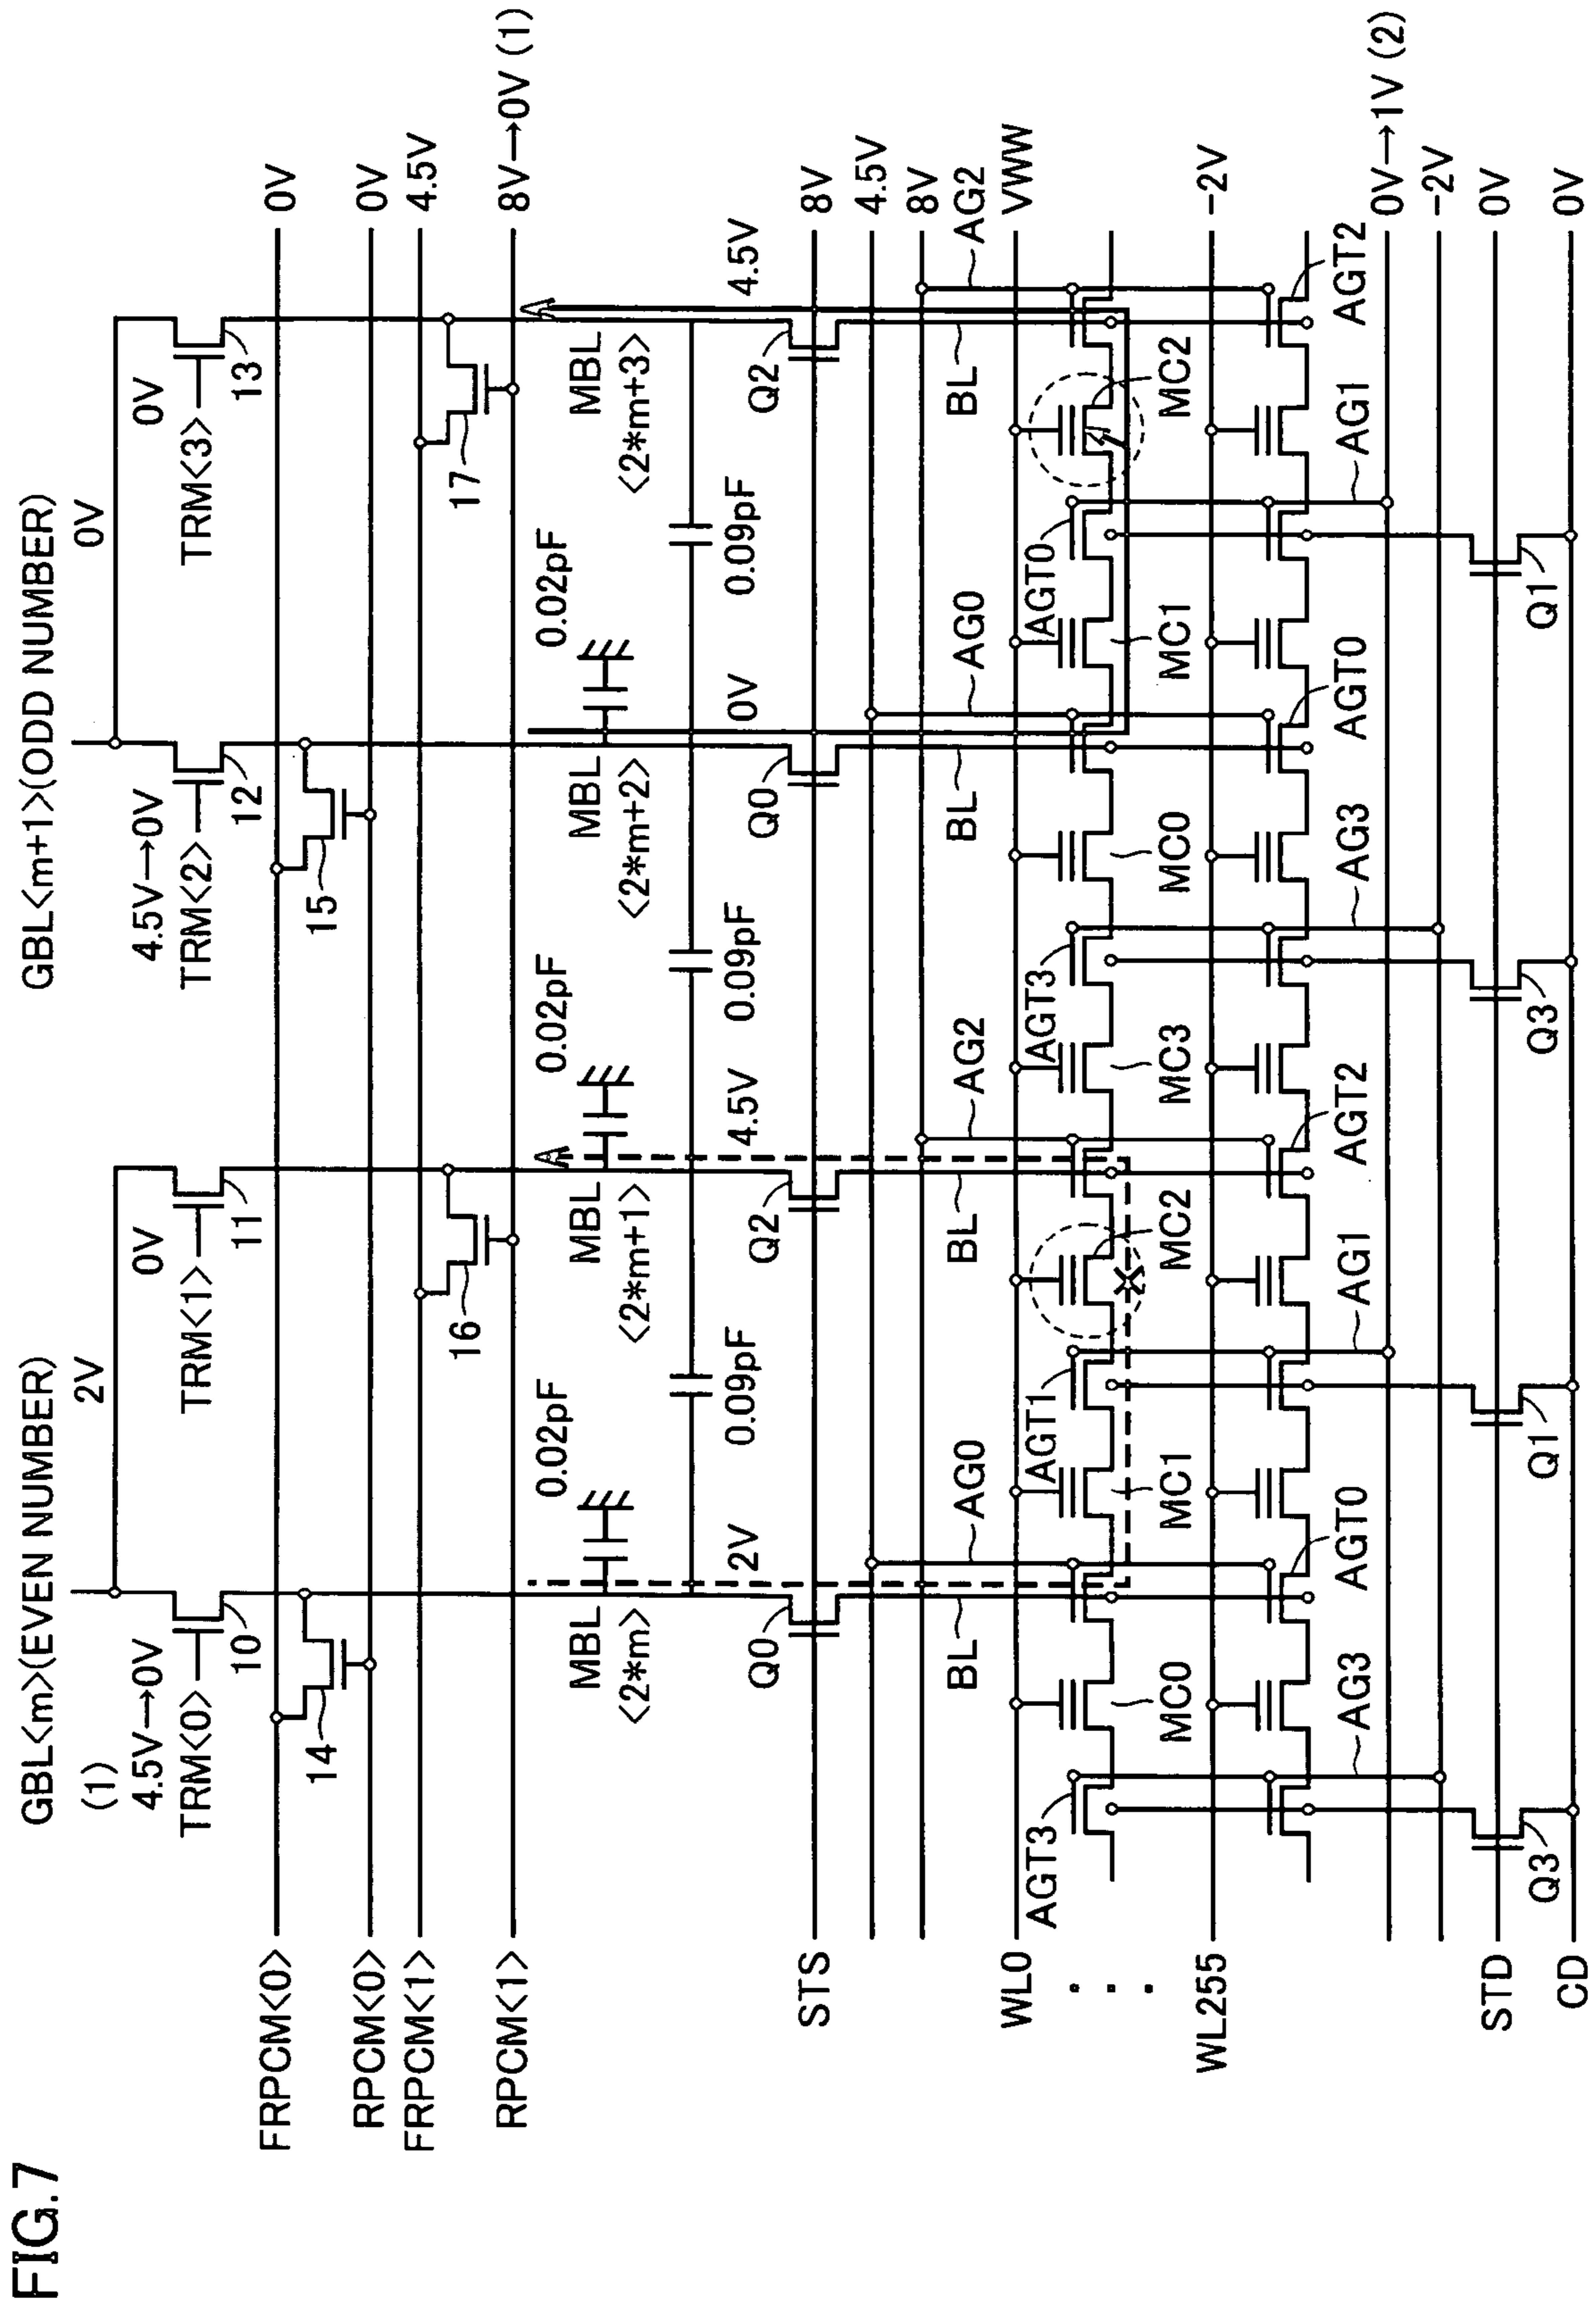 FIG.7
GBL<m>(EVEN NUMBER)
GBL<m+1>(ODD NUMBER)
(1)
2V
0V
4.5V→0V
0V
4.5V→0V
0V
TRM<0>
TRM<1>
TRM<2>
TRM<3>
10
11
12
13
FRPCM<0>
0V
14
15
RPCM<0>
0V
FRPCM<1>
4.5V
16
17
RPCM<1>
8V→0V (1)
0.02pF
0.02pF
0.02pF
MBL
<2*m>
MBL
<2*m+1>
MBL
<2*m+2>
MBL
<2*m+3>
0.09pF
0.09pF
0.09pF
2V
4.5V
0V
4.5V
Q0
Q2
Q0
Q2
STS
8V
4.5V
8V
BL
AG0
BL
AG2
BL
AG0
BL
AG2
WL0
VWW
AGT3
AGT1
AGT3
AGT0
MC0
MC1
MC2
MC3
MC0
MC1
MC2
WL255
-2V
AG3
AGT0
AG1
AGT2
AG3
AGT0
AG1
AGT2
0V→1V (2)
-2V
STD
0V
Q3
Q1
Q3
Q1
CD
0V